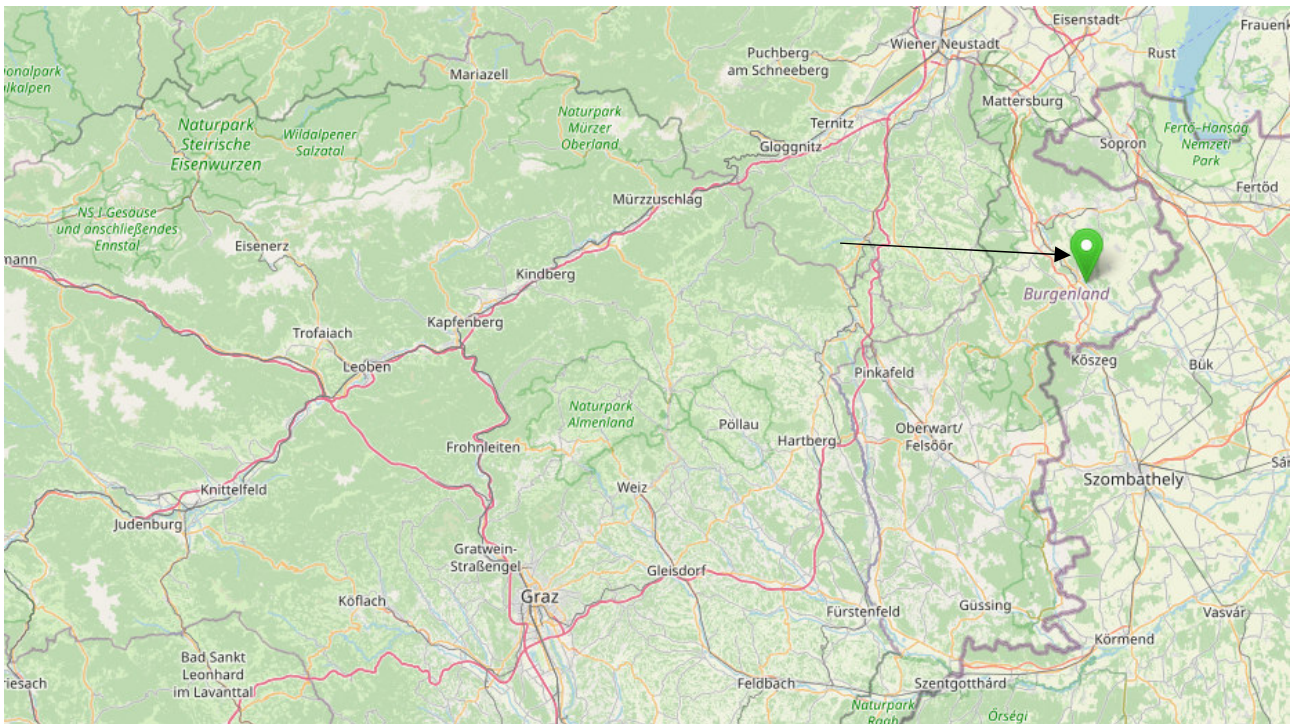 Eisenstadt
Frauenk
Wiener Neustadt
Puchberg
am Schneeberg
Rust
onalpark
alkalpen
Mariazell
Mattersburg
Naturpark
Steirische
Eisenwurzen
Wildalpener
Salzatal
Naturpark
Mürzer
Oberland
Ternitz
Gloggnitz
Sopron
Fertő-Hanság
Nemzeti
Park
Fertőd
Mürzzuschlag
NS I Gesäuse
und anschließendes
Ennstal
Eisenerz
mann
Kindberg
Burgenland
Trofaiach
Kapfenberg
Leoben
Kőszeg
Bük
Pinkafeld
Naturpark
Almenland
Pöllau
Hartberg
Oberwart/
Felsőőr
Frohnleiten
Szombathely
Sár
Knittelfeld
Weiz
Judenburg
Gratwein-
Straßengel
Gleisdorf
Graz
Köflach
Fürstenfeld
Güssing
Vasvár
Körmend
Bad Sankt
Leonhard
im Lavanttal
riesach
Feldbach
Szentgotthárd
Naturpark
Raab
Őrségi